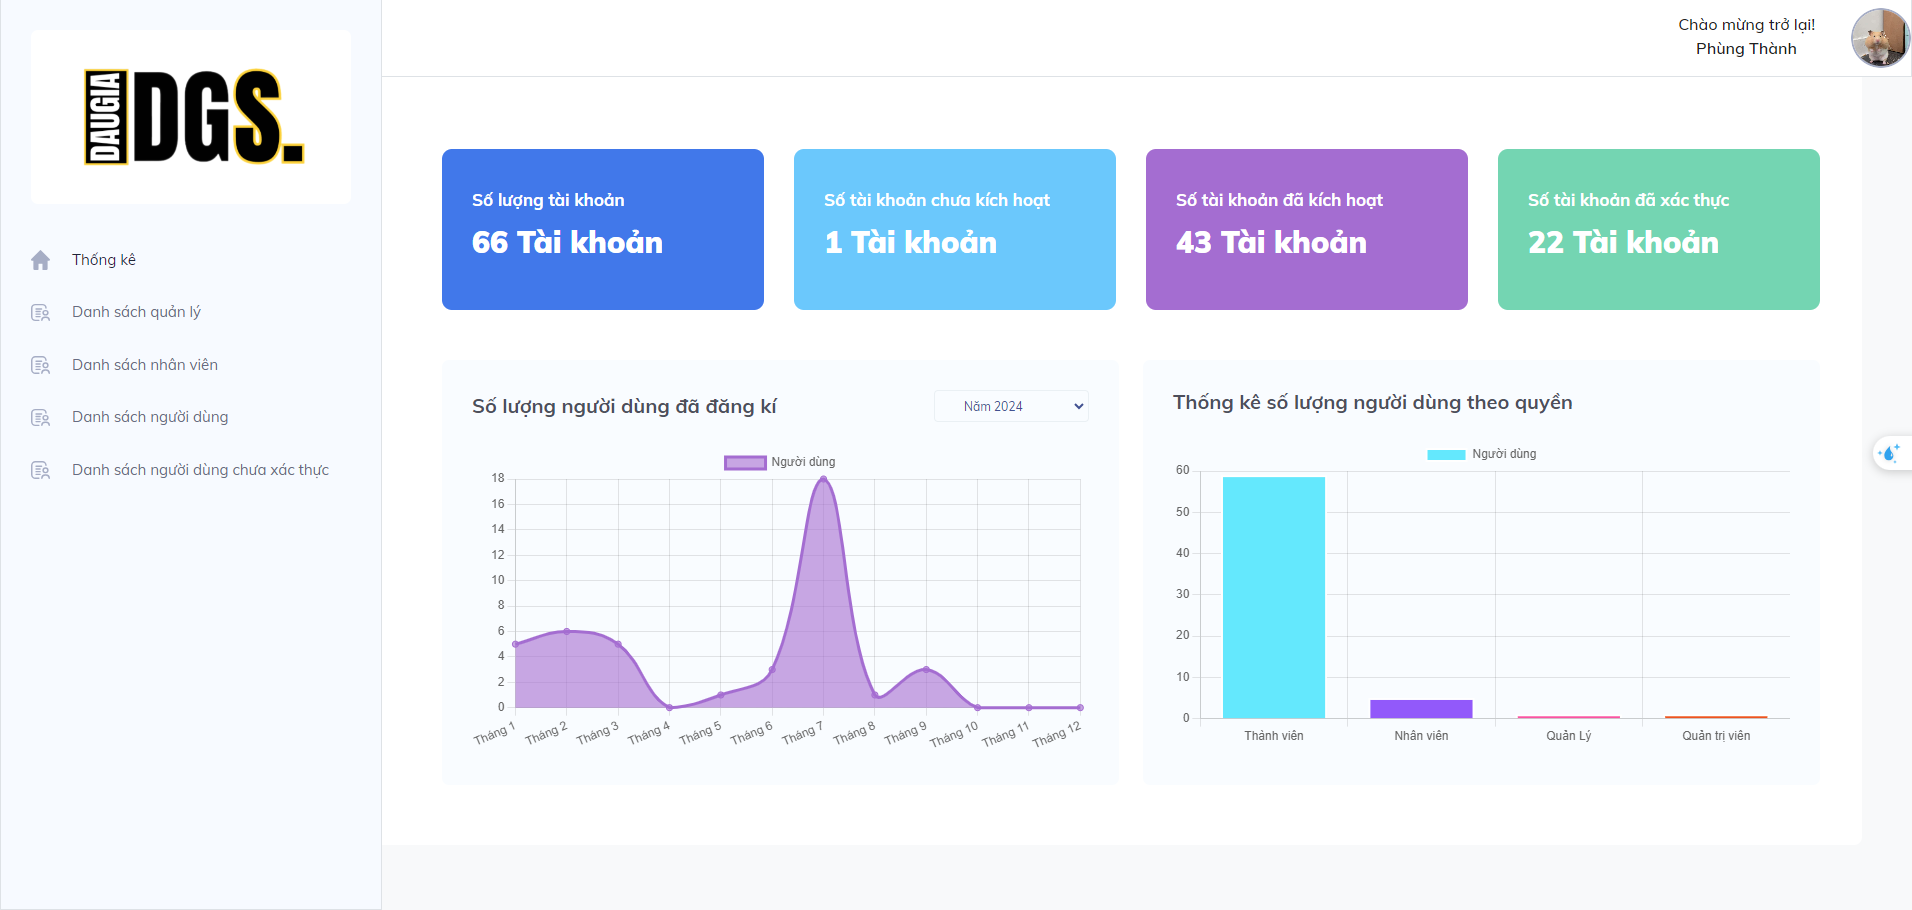 DAUGIA
DGS.
Thống kê
Danh sách quản lý
Danh sách nhân viên
Danh sách người dùng
Danh sách người dùng chưa xác thực
Chào mừng trở lại!
Phùng Thành
Số lượng tài khoản
66 Tài khoản
Số tài khoản chưa kích hoạt
1 Tài khoản
Số tài khoản đã kích hoạt
43 Tài khoản
Số tài khoản đã xác thực
22 Tài khoản
Số lượng người dùng đã đăng kí
Năm 2024
Người dùng
18
16
14
12
10
8
6
4
2
0
Tháng 1
Tháng 2
Tháng 3
Tháng 4
Tháng 5
Tháng 6
Tháng 7
Tháng 8
Tháng 9
Tháng 10
Tháng 11
Tháng 12
Thống kê số lượng người dùng theo quyền
Người dùng
60
50
40
30
20
10
0
Thành viên
Nhân viên
Quản Lý
Quản trị viên